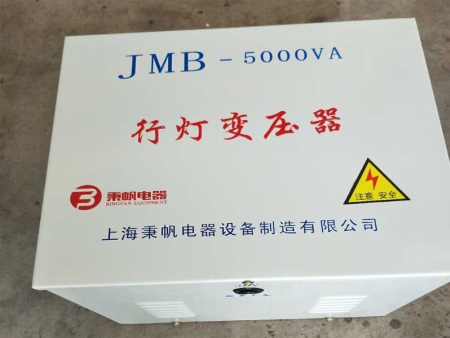 JMB-5000VA
行灯变压器
秉帆电器
BINGFAN EQUIPMENT
注意 安全
上海秉帆电器设备制造有限公司